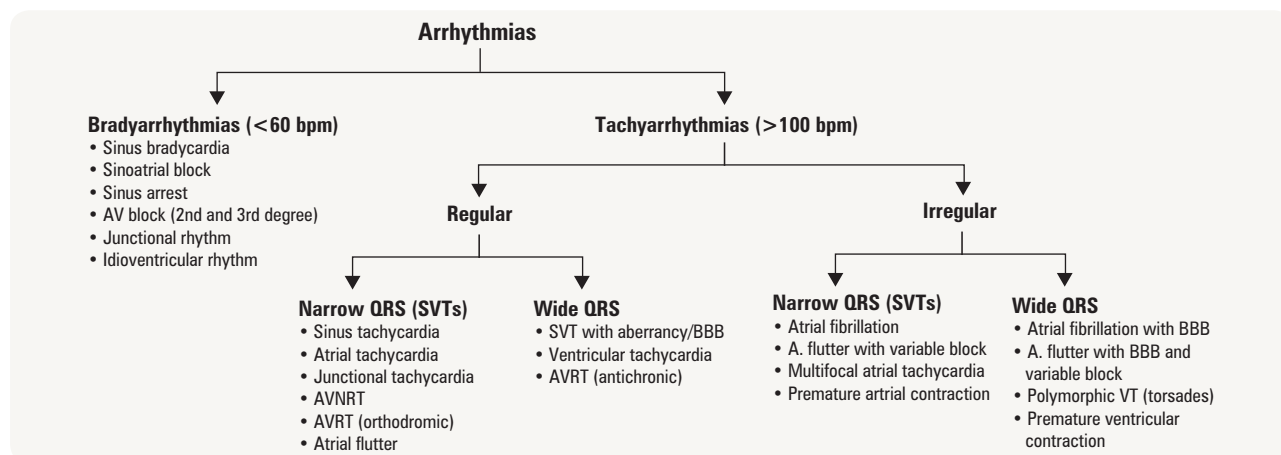 Arrhythmias
Bradyarrhythmias (<60 bpm)
• Sinus bradycardia
• Sinoatrial block
• Sinus arrest
• AV block (2nd and 3rd degree)
• Junctional rhythm
• Idioventricular rhythm
Tachyarrhythmias (>100 bpm)
Regular
Narrow QRS (SVTs)
• Sinus tachycardia
• Atrial tachycardia
• Junctional tachycardia
• AVNRT
• AVRT (orthodromic)
• Atrial flutter
Wide QRS
• SVT with aberrancy/BBB
• Ventricular tachycardia
• AVRT (antichronic)
Irregular
Narrow QRS (SVTs)
• Atrial fibrillation
• A. flutter with variable block
• Multifocal atrial tachycardia
• Premature artrial contraction
Wide QRS
• Atrial fibrillation with BBB
• A. flutter with BBB and
variable block
• Polymorphic VT (torsades)
• Premature ventricular
contraction